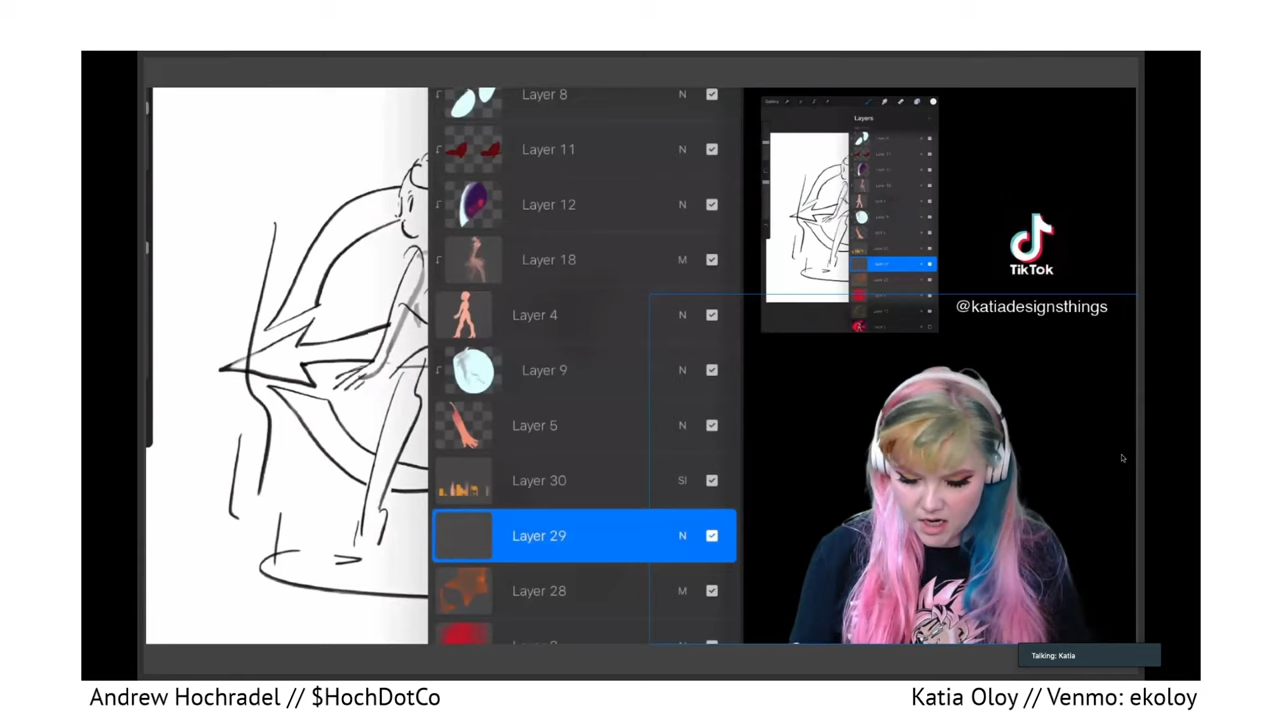 Layer 8 N
Layer 11 N
Layer 12 N
Layer 18 M
Layer 4 N
Layer 9 N
Layer 5 N
Layer 30 SI
Layer 29 N
Layer 28 M
Layers
TikTok
@katiadesignsthings
Talking: Katia
Andrew Hochradel // $HochDotCo
Katia Oloy // Venmo: ekoloy